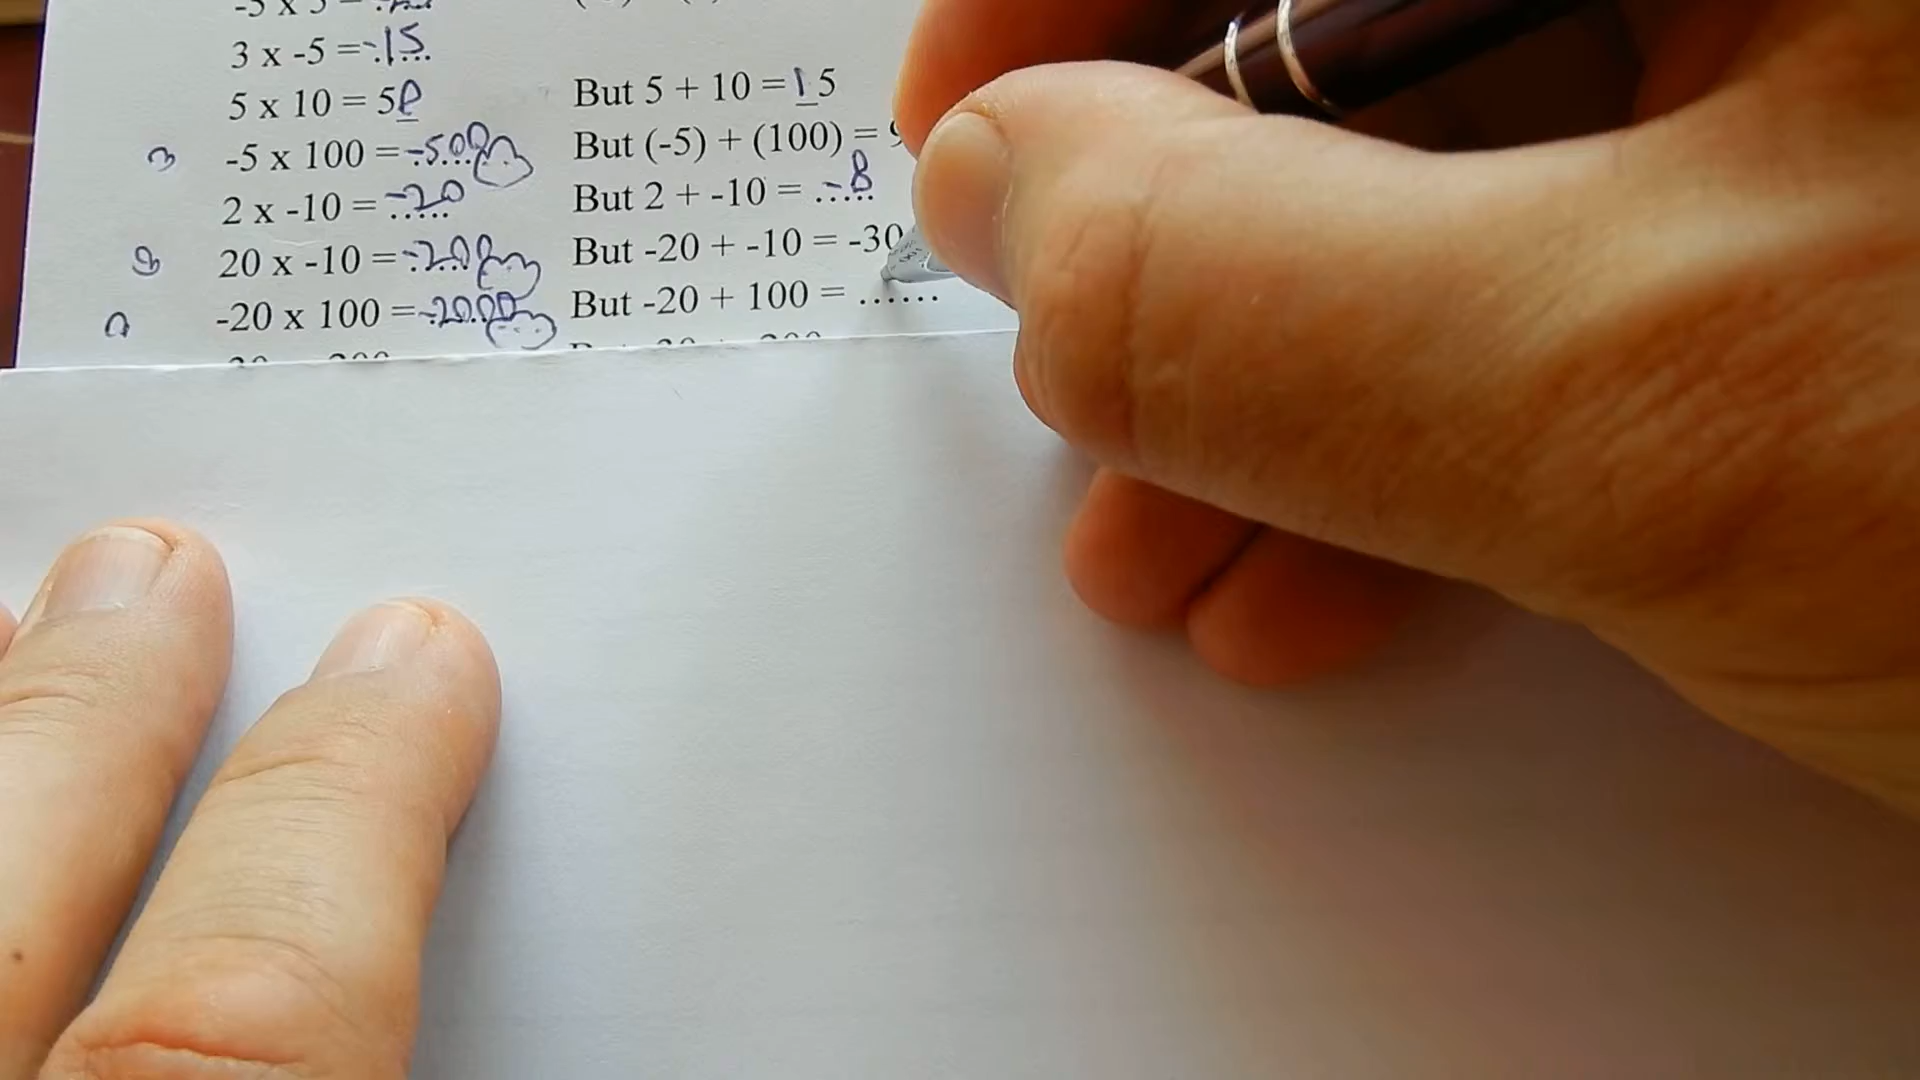 3 x -5 = -15
5 x 10 = 50 But 5 + 10 = 15
-5 x 100 = -500 But (-5) + (100) =
2 x -10 = -20 But 2 + -10 = -8
20 x -10 = -200 But -20 + -10 = -30
-20 x 100 = -2000 But -20 + 100 = ......